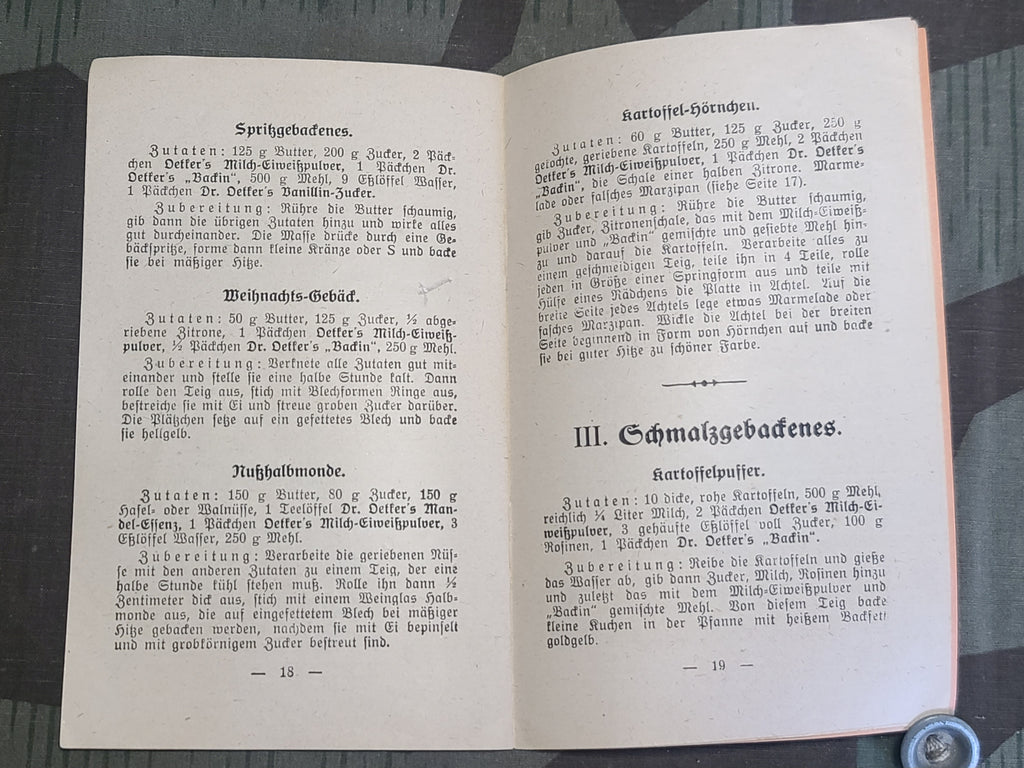 Spritzgebackenes.
Zutaten: 125 g Butter, 200 g Zucker, 2 Päck-
chen Oetker's Milch-Eiweißpulver, 1 Päckchen Dr.
Oetker's „Backin“, 500 g Mehl, 9 Eßlöffel Wasser,
1 Päckchen Dr. Oetker's Vanillin-Zucker.
Zubereitung: Rühre die Butter schaumig,
gib dann die übrigen Zutaten hinzu und wirke alles
gut durcheinander. Die Masse drücke durch eine Ge-
bäckspritze, forme dann kleine Kränze oder S und backe
sie bei mäßiger Hitze.
Weihnachts-Gebäck.
Zutaten: 50 g Butter, 125 g Zucker, ½ abge-
riebene Zitrone, 1 Päckchen Oetker's Milch-Eiweiß-
pulver, ½ Päckchen Dr. Oetker's „Backin“, 250 g Mehl.
Zubereitung: Verknete alle Zutaten gut mit-
einander und stelle sie eine halbe Stunde kalt. Dann
rolle den Teig aus, stich mit Blechformen Ringe aus,
bestreiche sie mit Ei und streue groben Zucker darüber.
Die Plätzchen setze auf ein gefettetes Blech und backe
sie hellgelb.
Nußhalbmonde.
Zutaten: 150 g Butter, 80 g Zucker, 150 g
Hasel- oder Walnüsse, 1 Teelöffel Dr. Oetker's Man-
del-Essenz, 1 Päckchen Oetker's Milch-Eiweißpulver, 3
Eßlöffel Wasser, 250 g Mehl.
Zubereitung: Verarbeite die geriebenen Nüs-
se mit den anderen Zutaten zu einem Teig, der eine
halbe Stunde kühl stehen muß. Rolle ihn dann ½
Zentimeter dick aus, stich mit einem Weinglas Halb-
monde aus, die auf eingefettetem Blech bei mäßiger
Hitze gebacken werden, nachdem sie mit Ei bepinselt
und mit grobkörnigem Zucker bestreut sind.
— 18 —
Kartoffel-Hörnchen.
Zutaten: 60 g Butter, 125 g Zucker, 250 g
gekochte, geriebene Kartoffeln, 250 g Mehl, 2 Päckchen
Oetker's Milch-Eiweißpulver, 1 Päckchen Dr. Oetker's
„Backin“, die Schale einer halben Zitrone. Marme-
lade oder falsches Marzipan (siehe Seite 17).
Zubereitung: Rühre die Butter schaumig,
gib Zucker, Zitronenschale, das mit dem Milch-Eiweiß-
pulver und „Backin“ gemischte und gesiebte Mehl hin-
zu und darauf die Kartoffeln. Verarbeite alles zu
einem geschmeidigen Teig, teile ihn in 4 Teile, rolle
jeden in Größe einer Springform aus und teile mit
Hülfe eines Rädchens die Platte in Achtel. Auf die
breite Seite jedes Achtels lege etwas Marmelade oder
falsches Marzipan. Wickle die Achtel bei der breiten
Seite beginnend in Form von Hörnchen auf und backe
sie bei guter Hitze zu schöner Farbe.
III. Schmalzgebackenes.
Kartoffelpuffer.
Zutaten: 10 dicke, rohe Kartoffeln, 500 g Mehl,
reichlich ¼ Liter Milch, 2 Päckchen Oetker's Milch-Ei-
weißpulver, 3 gehäufte Eßlöffel voll Zucker, 100 g
Rosinen, 1 Päckchen Dr. Oetker's „Backin“.
Zubereitung: Reibe die Kartoffeln und gieße
das Wasser ab, gib dann Zucker, Milch, Rosinen hinzu
und zuletzt das mit dem Milch-Eiweißpulver und
„Backin“ gemischte Mehl. Von diesem Teig backe
kleine Kuchen in der Pfanne mit heißem Backfett
goldgelb.
— 19 —